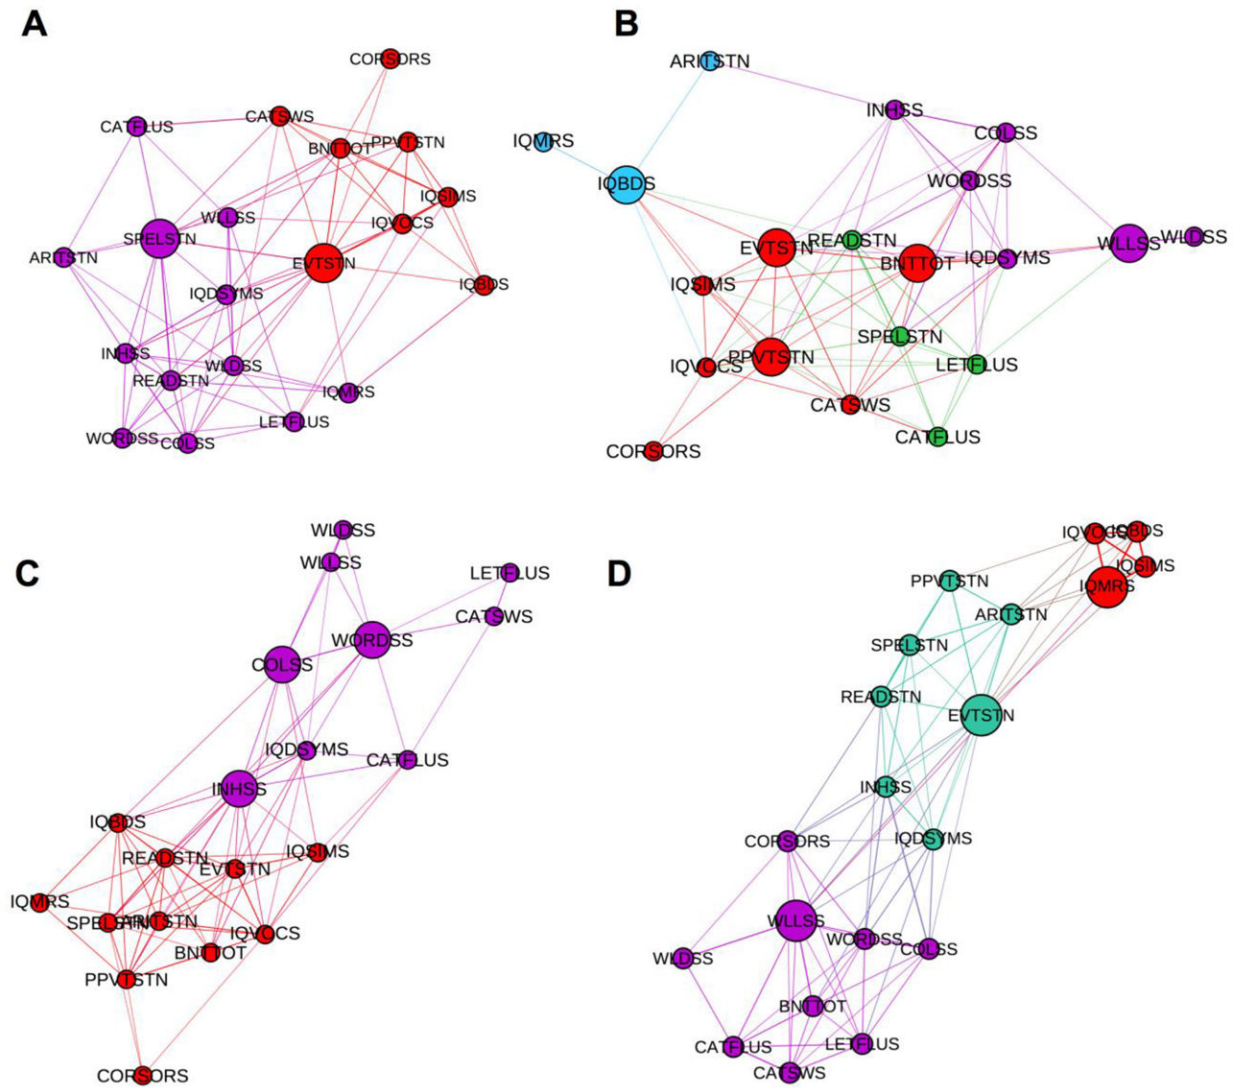 A
CORSORS
CATSWS
CATFLUS
BNTTOT
PPVTSTN
IQSIMS
WLLSS
IQVOCS
SPELSTN
ARITSTN
EVTSTN
IQBDS
IQDSYMS
INHSS
WLDSS
READSTN
IQMRS
LETFLUS
WORDSS
COLSS
B
ARITSTN
INHSS
COLSS
IQMRS
IQBDS
WORDSS
EVTSTN
READSTN
WLLSS
WLDSS
BNTTOT
IQDSYMS
IQSIMS
SPELSTN
PPVTSTN
IQVOCS
LETFLUS
CATSWS
CATFLUS
CORSORS
C
WLDSS
WLLSS
LETFLUS
CATSWS
WORDSS
COLSS
IQDSYMS
CATFLUS
INHSS
IQBDS
READSTN
IQSIMS
EVTSTN
IQMRS
SPELSTN
ARITSTN
IQVOCS
BNTTOT
PPVTSTN
CORSORS
D
IQVOCS
IQBDS
IQSIMS
PPVTSTN
IQMRS
ARITSTN
SPELSTN
READSTN
EVTSTN
INHSS
CORSORS
IQDSYMS
WLLSS
WORDSS
COLSS
WLDSS
BNTTOT
CATFLUS
LETFLUS
CATSWS